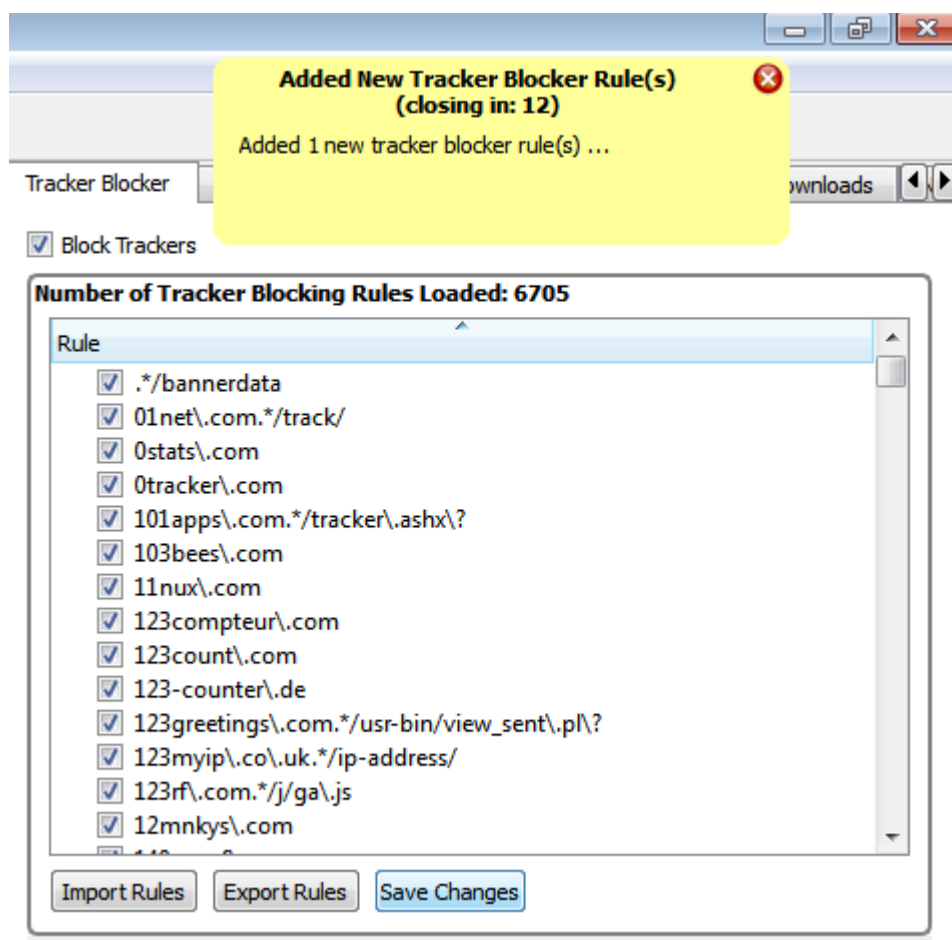 Added New Tracker Blocker Rule(s)
(closing in: 12)
Added 1 new tracker blocker rule(s) ...
Tracker Blocker
Block Trackers
Number of Tracker Blocking Rules Loaded: 6705
Rule
.*/bannerdata
01net\.com.*/track/
0stats\.com
0tracker\.com
101apps\.com.*/tracker\.ashx\?
103bees\.com
11nux\.com
123compteur\.com
123count\.com
123-counter\.de
123greetings\.com.*/usr-bin/view_sent\.pl\?
123myip\.co\.uk.*/ip-address/
123rf\.com.*/j/ga\.js
12mnkys\.com
Import Rules Export Rules Save Changes